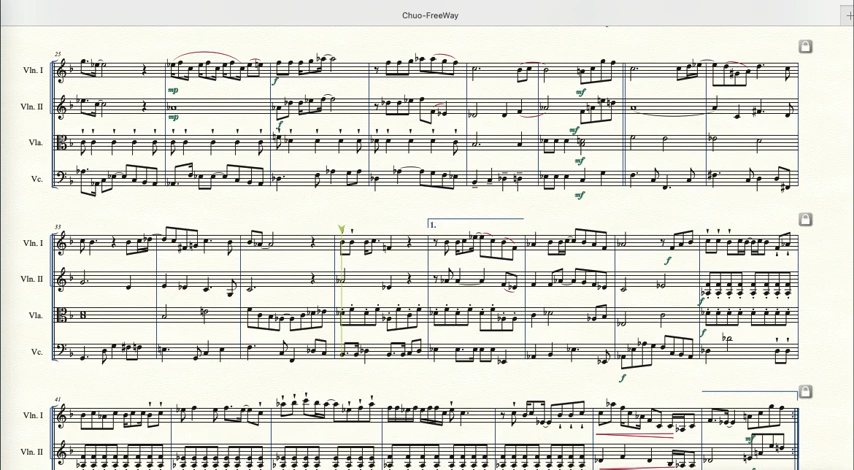 Chuo-FreeWay
25
Vln. I
mp
f
mf
Vln. II
mp
f
mf
Vla.
mf
Vc.
mf
33
1.
Vln. I
f
Vln. II
f
Vla.
f
Vc.
f
41
Vln. I
Vln. II
mf